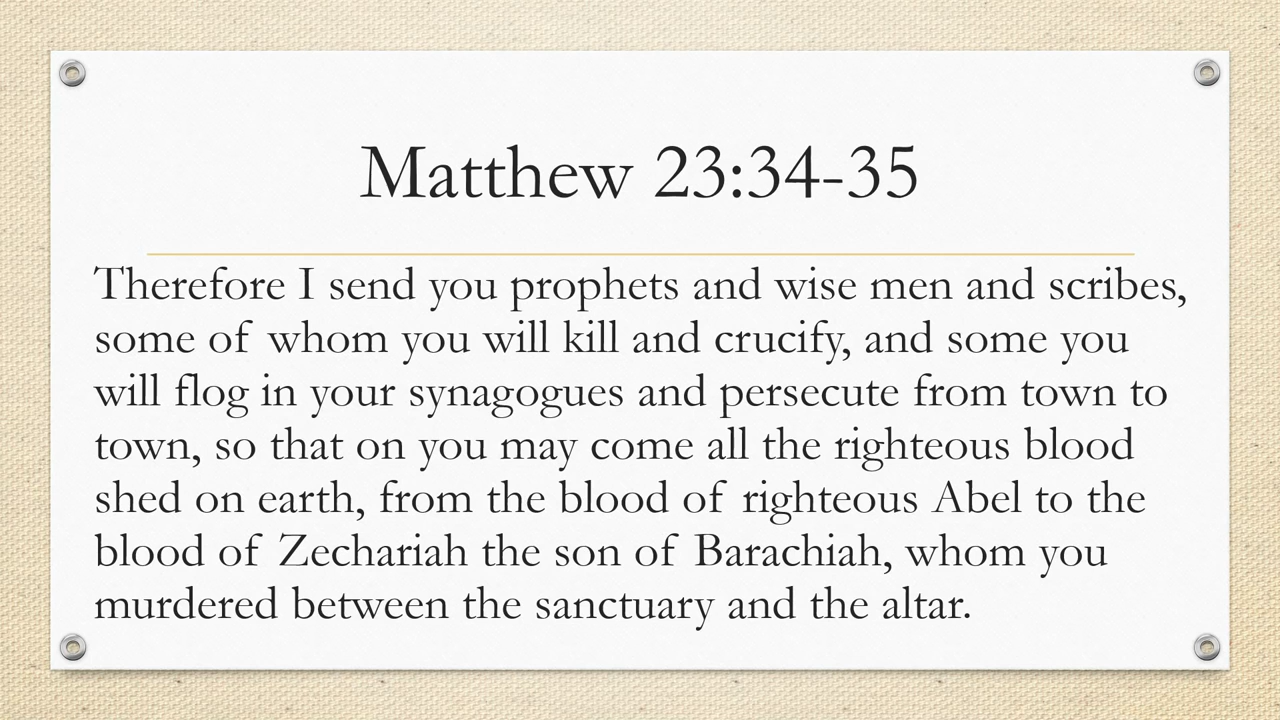 Matthew 23:34-35
Therefore I send you prophets and wise men and scribes,
some of whom you will kill and crucify, and some you
will flog in your synagogues and persecute from town to
town, so that on you may come all the righteous blood
shed on earth, from the blood of righteous Abel to the
blood of Zechariah the son of Barachiah, whom you
murdered between the sanctuary and the altar.